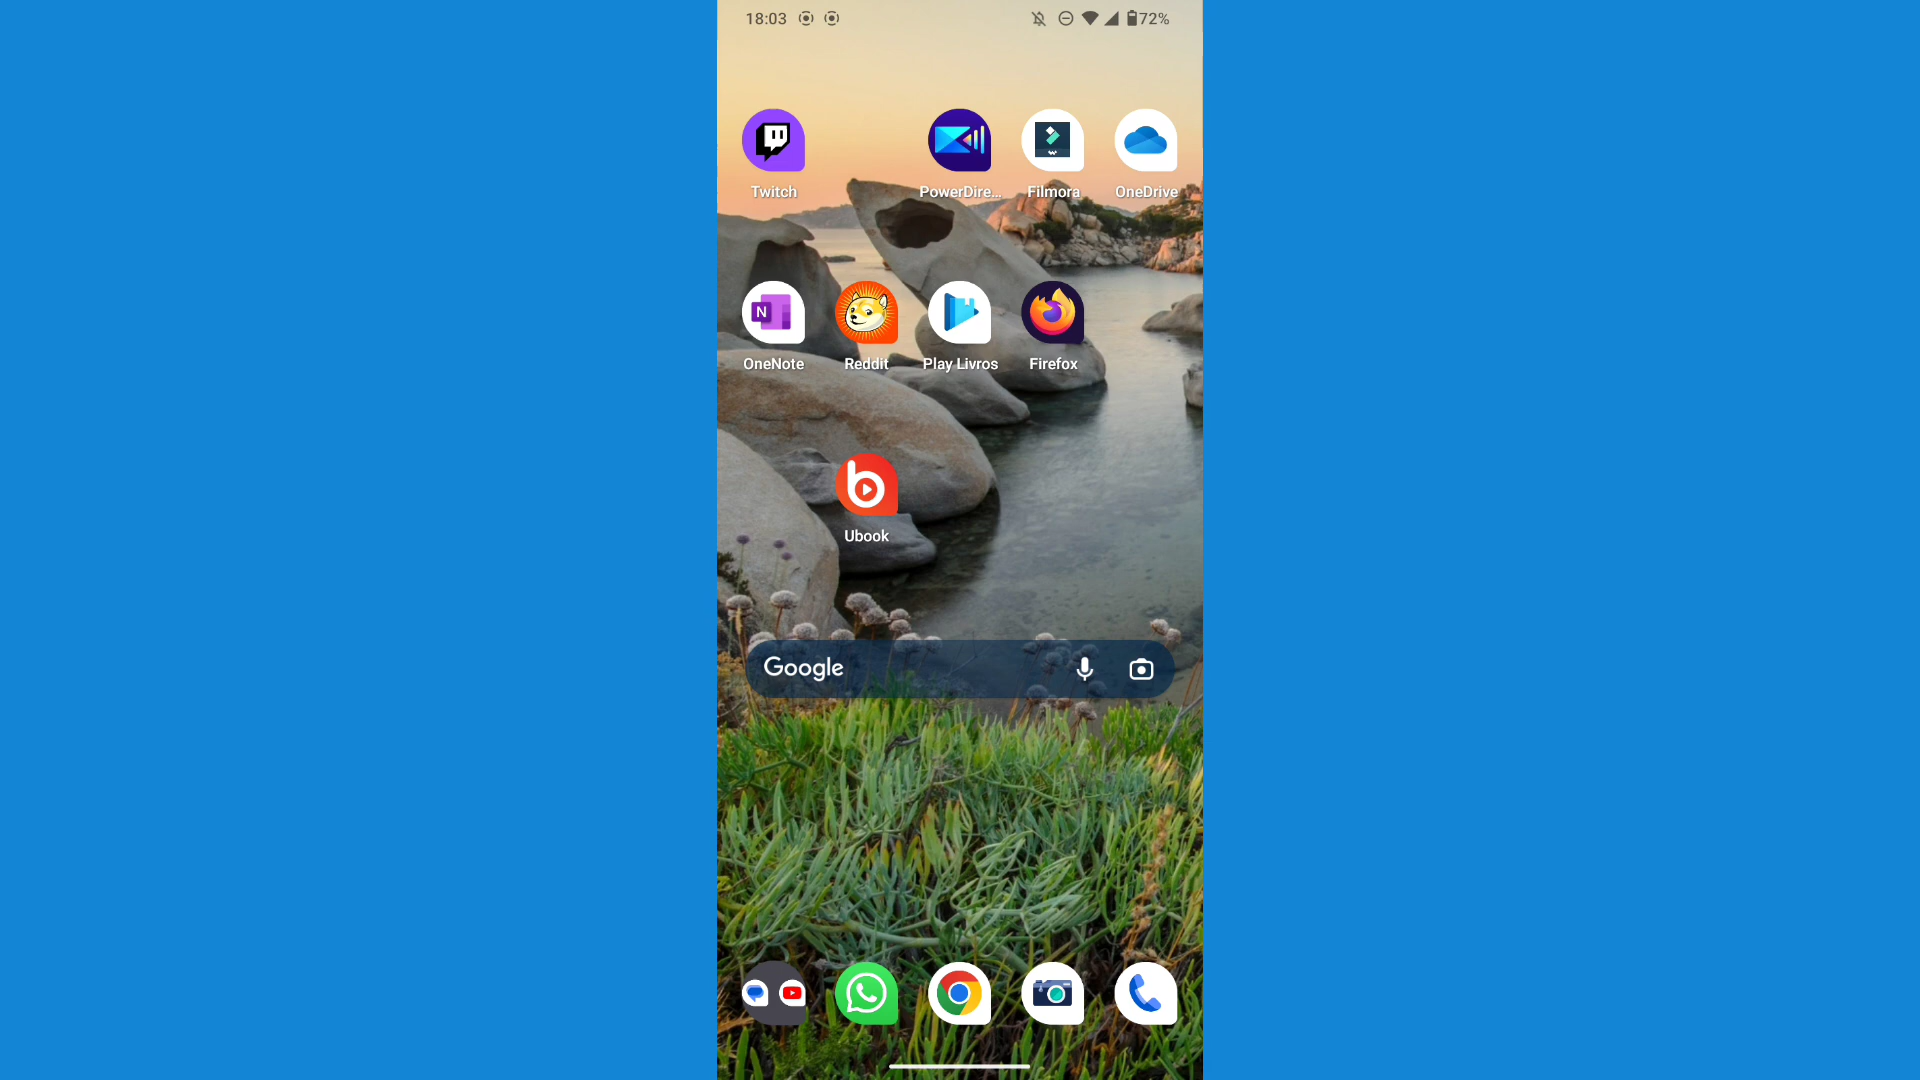 18:03 72%
Twitch PowerDire... Filmora OneDrive
N
OneNote Reddit Play Livros Firefox
Ubook
Google